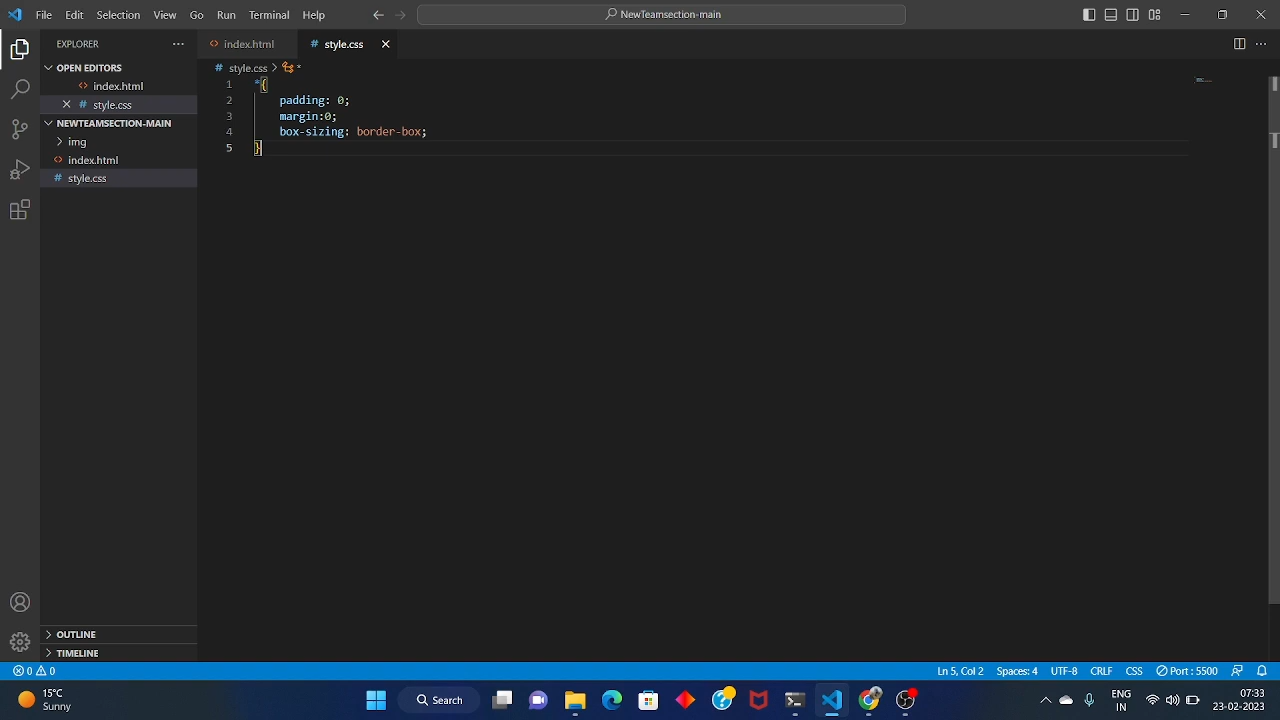 File Edit Selection View Go Run Terminal Help
NewTeamsection-main
EXPLORER
index.html
style.css
OPEN EDITORS
index.html
style.css
NEWTEAMSECTION-MAIN
img
index.html
style.css
style.css > *
1 *{
2 padding: 0;
3 margin:0;
4 box-sizing: border-box;
5 }
OUTLINE
TIMELINE
0 0
Ln 5, Col 2
Spaces: 4
UTF-8
CRLF
CSS
Port : 5500
15°C
Sunny
Search
ENG
IN
07:33
23-02-2023